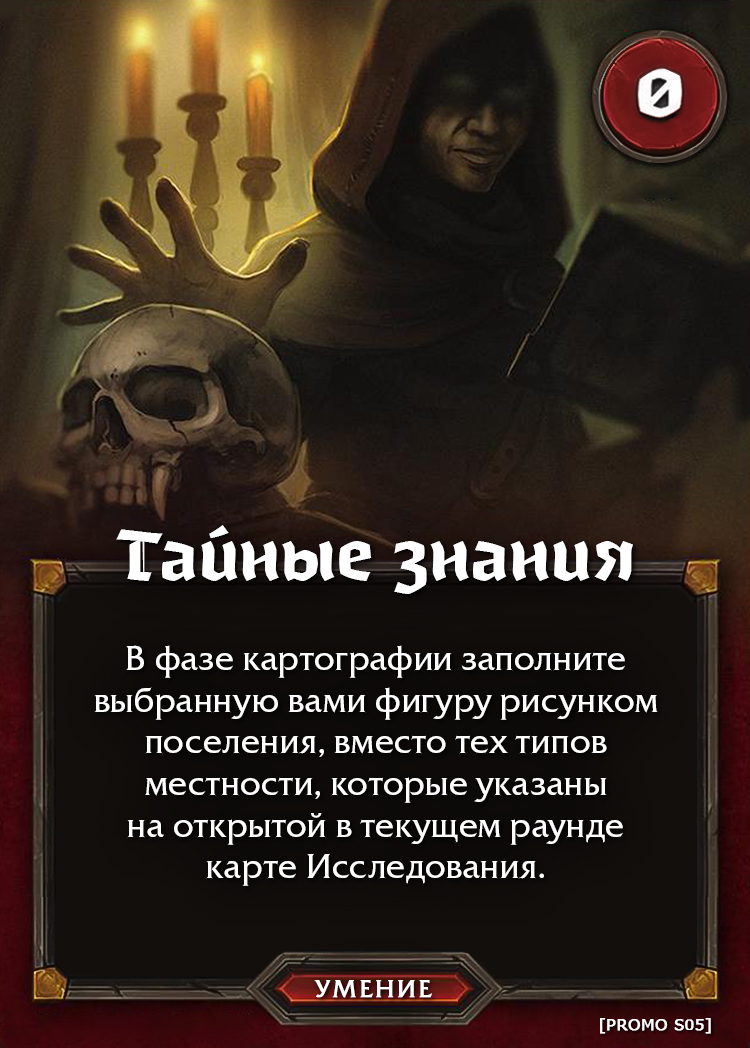 0
Тайные знания
В фазе картографии заполните
выбранную вами фигуру рисунком
поселения, вместо тех типов
местности, которые указаны
на открытой в текущем раунде
карте Исследования.
УМЕНИЕ
[PROMO S05]